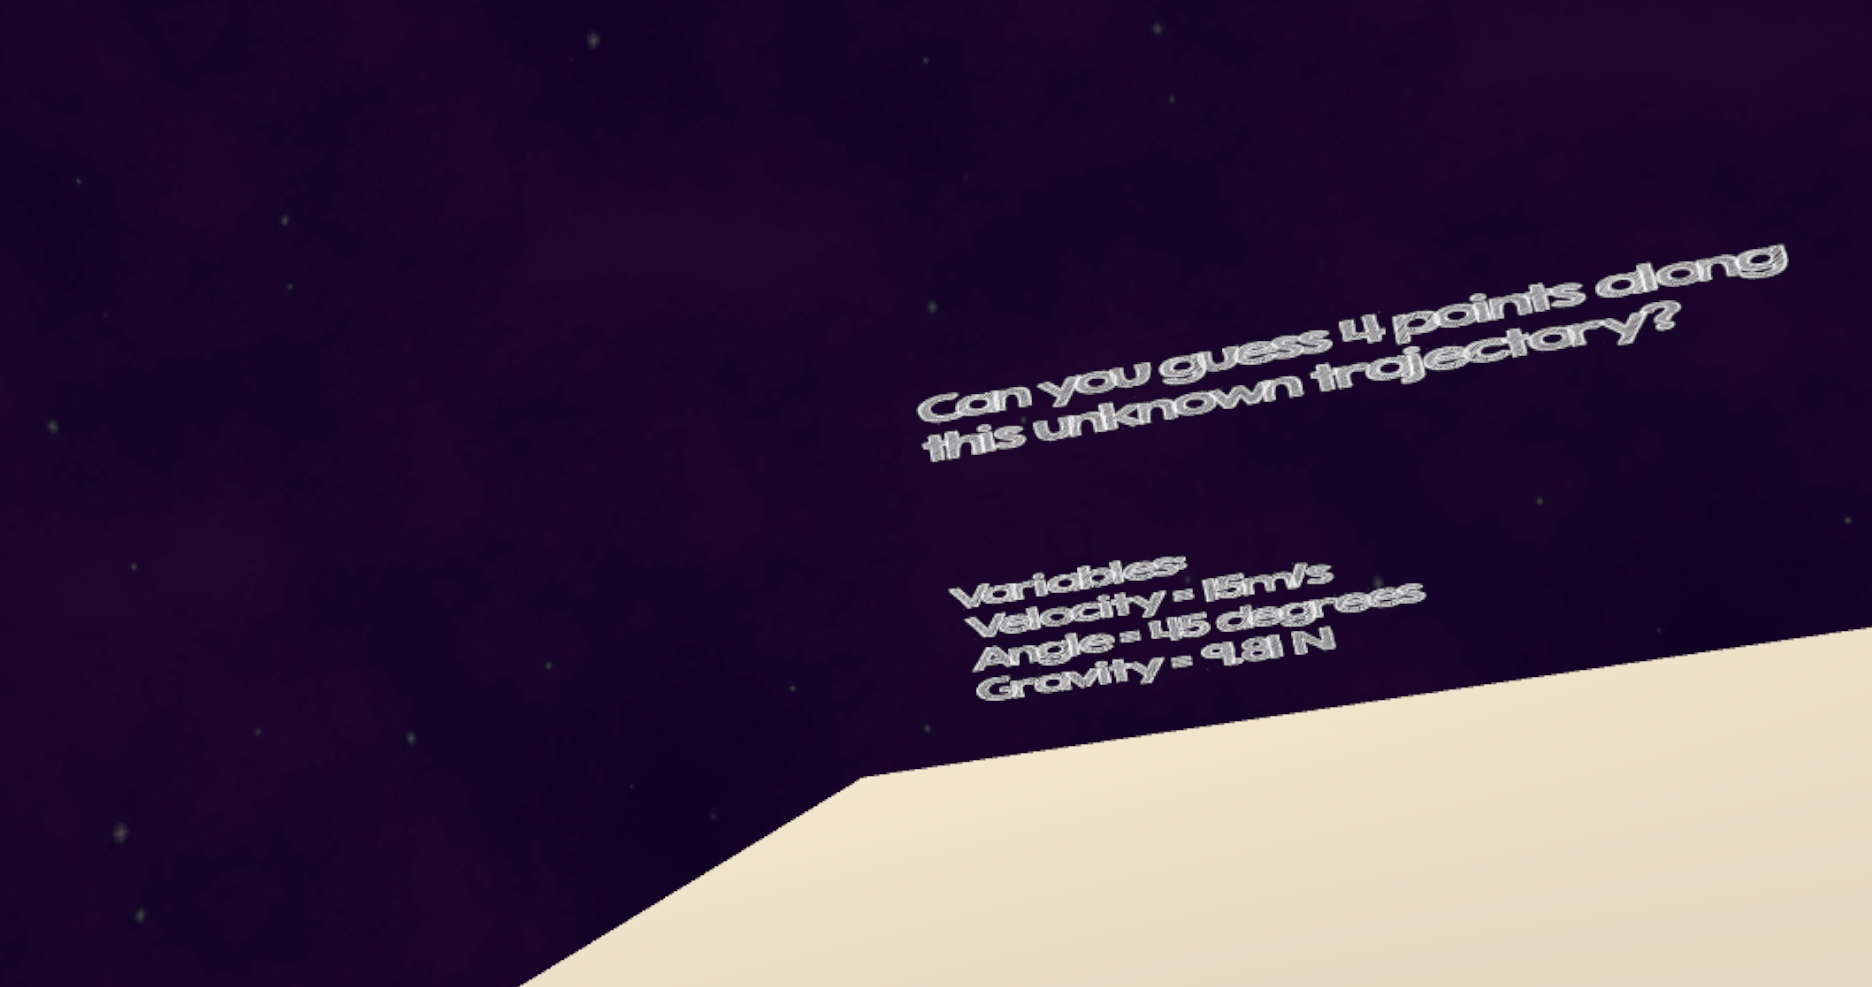 Can you guess 4 points along
this unknown trajectory?
Variables:
Velocity = 15m/s
Angle = 45 degrees
Gravity = 9.81 N